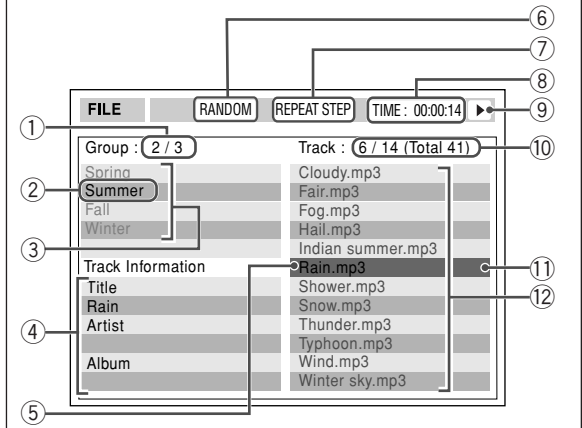 ⑥
⑦
⑧
FILE RANDOM REPEAT STEP TIME : 00:00:14 ⑨
①
Group : 2 / 3 Track : 6 / 14 (Total 41) ⑩
Spring Cloudy.mp3
② Summer Fair.mp3
Fall Fog.mp3
Winter Hail.mp3
③ Indian summer.mp3
Track Information Rain.mp3 ⑪
Title Shower.mp3 ⑫
④ Rain Snow.mp3
Artist Thunder.mp3
Typhoon.mp3
Album Wind.mp3
Winter sky.mp3
⑤